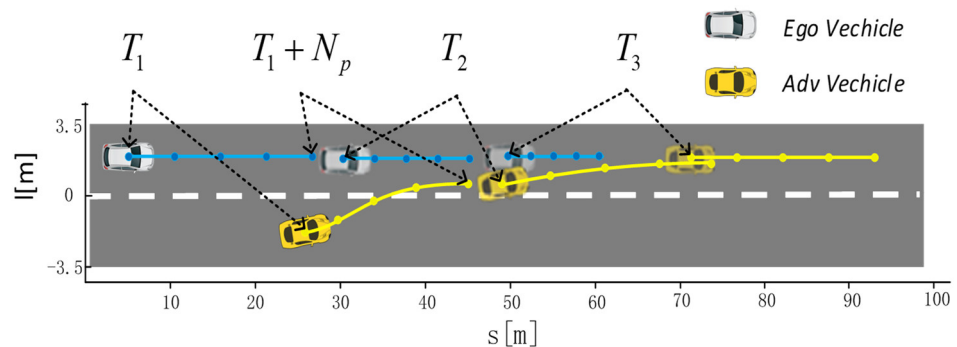 T₁ T₁ + Nₚ T₂ T₃
Ego Vechicle
Adv Vechicle
3.5
0
-3.5
l[m]
10 20 30 40 50 60 70 80 90 100
s[m]